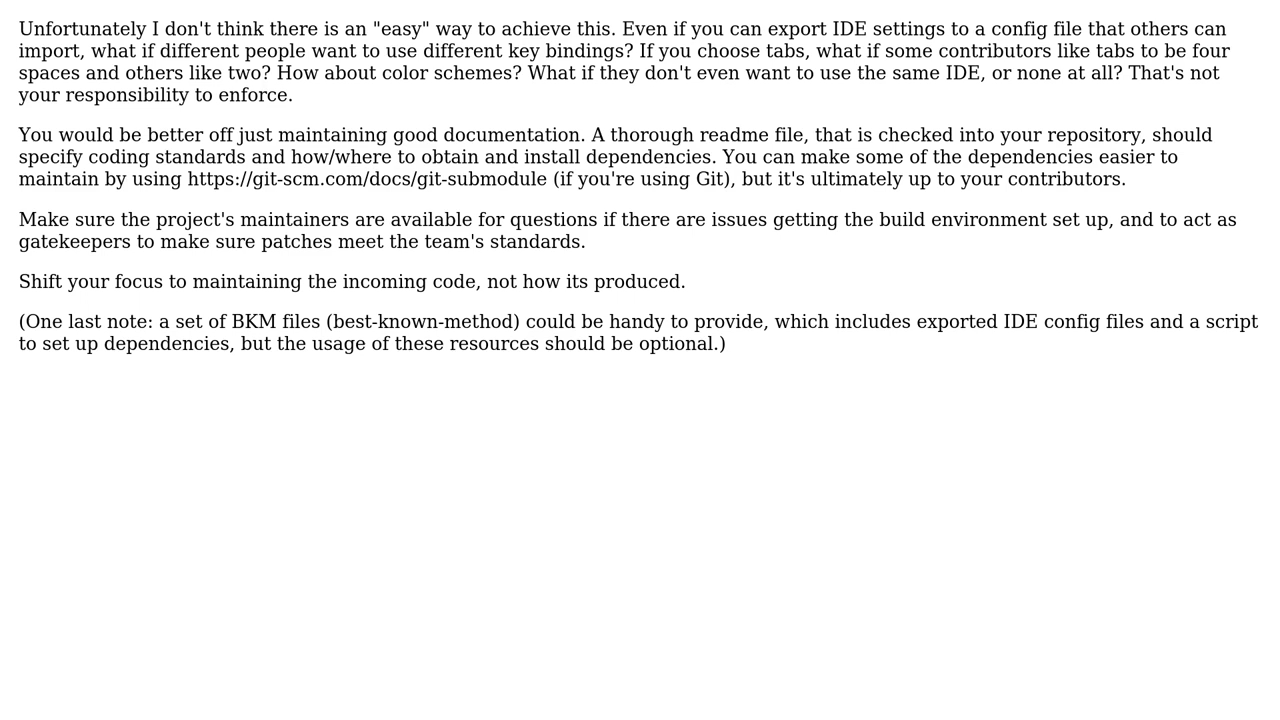 Unfortunately I don't think there is an "easy" way to achieve this. Even if you can export IDE settings to a config file that others can
import, what if different people want to use different key bindings? If you choose tabs, what if some contributors like tabs to be four
spaces and others like two? How about color schemes? What if they don't even want to use the same IDE, or none at all? That's not
your responsibility to enforce.
You would be better off just maintaining good documentation. A thorough readme file, that is checked into your repository, should
specify coding standards and how/where to obtain and install dependencies. You can make some of the dependencies easier to
maintain by using https://git-scm.com/docs/git-submodule (if you're using Git), but it's ultimately up to your contributors.
Make sure the project's maintainers are available for questions if there are issues getting the build environment set up, and to act as
gatekeepers to make sure patches meet the team's standards.
Shift your focus to maintaining the incoming code, not how its produced.
(One last note: a set of BKM files (best-known-method) could be handy to provide, which includes exported IDE config files and a script
to set up dependencies, but the usage of these resources should be optional.)